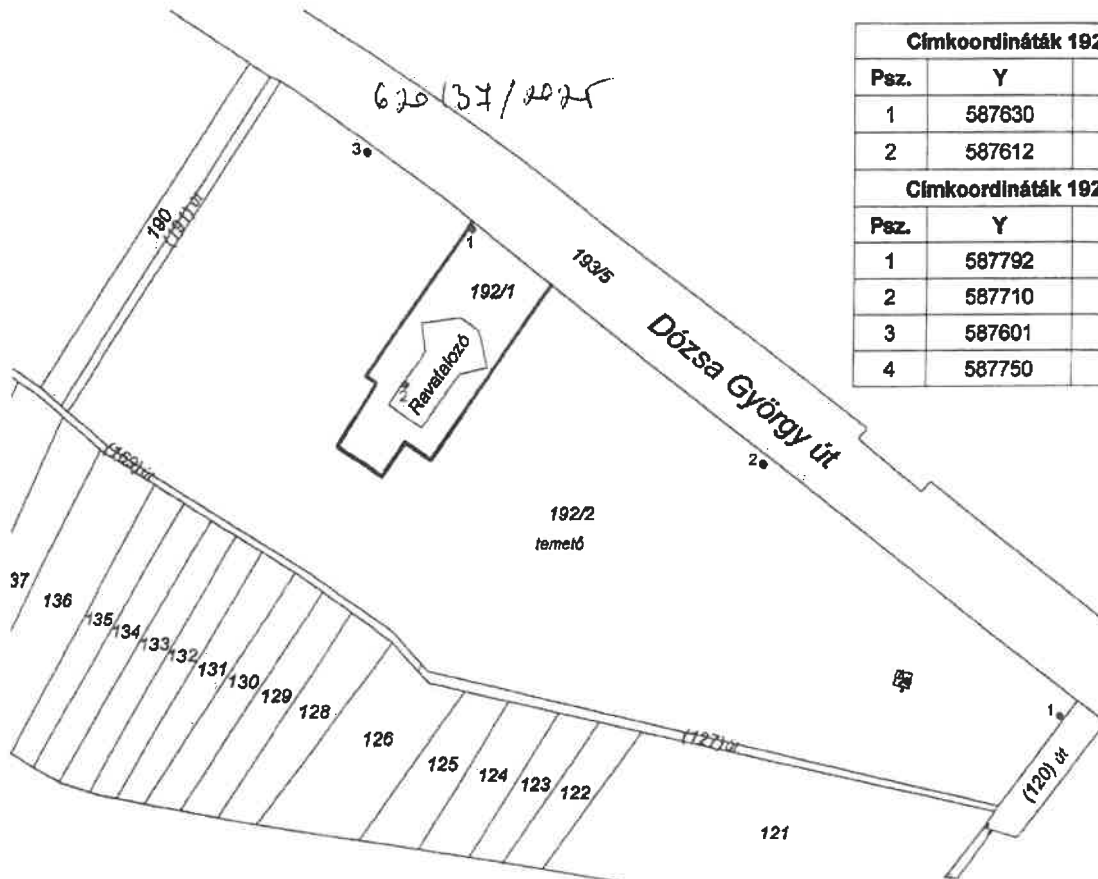 620/37/2025
Címkoordináták 192
Psz. Y
1 587630
2 587612
Címkoordináták 192
Psz. Y
1 587792
2 587710
3 587601
4 587750
3
1
190
(191) út
193/5
192/1
Ravatalozó
2
Dózsa György út
2
192/2
temető
(169) út
37
136
135
134
133
132
131
130
129
128
126
125
124
123
122
121
(127) út
1
(120) út